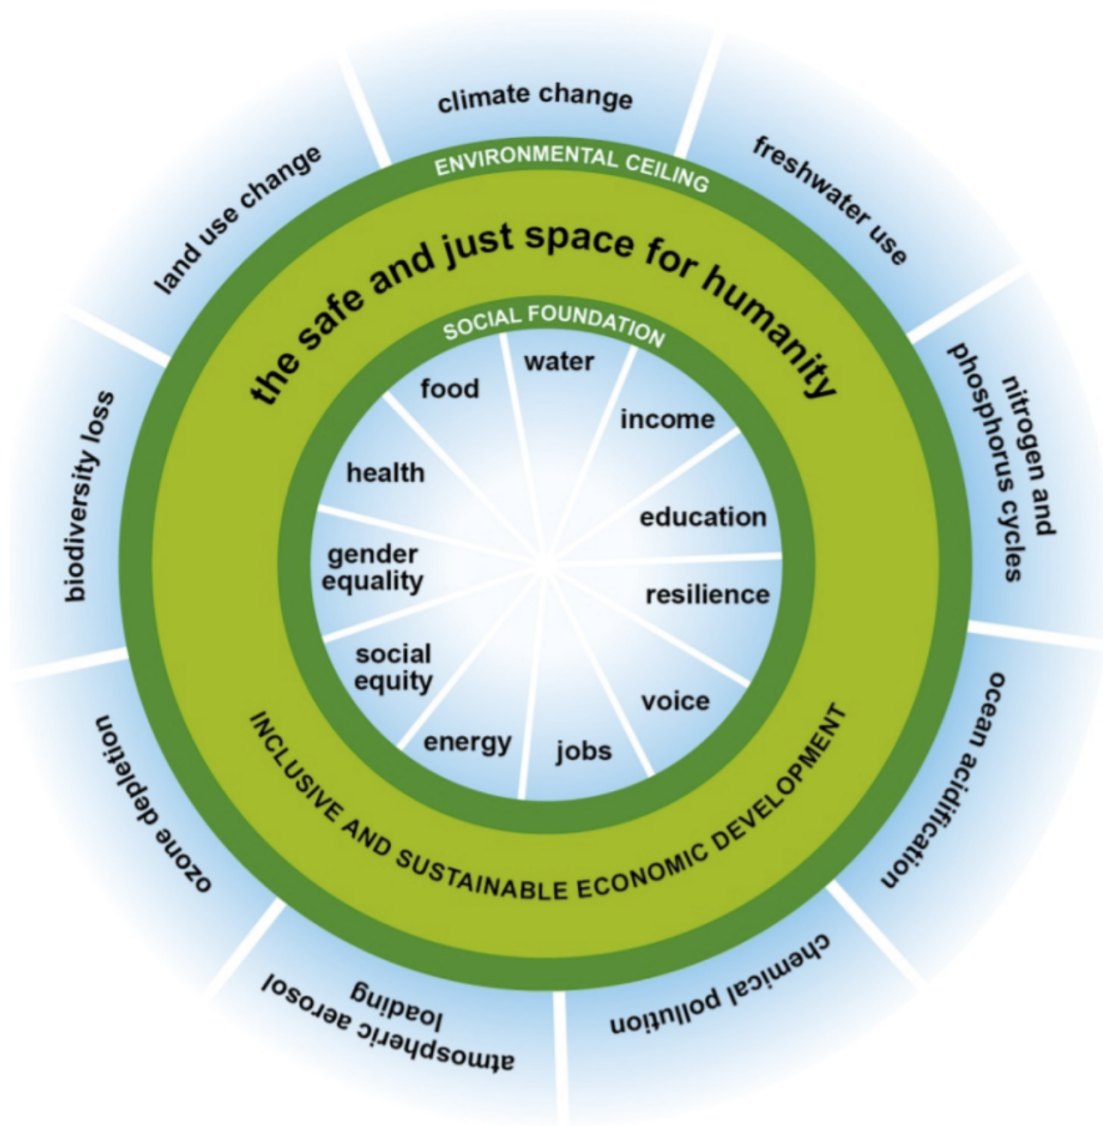 climate change
freshwater use
nitrogen and
phosphorus cycles
ocean acidification
chemical pollution
atmospheric aerosol
loading
ozone depletion
biodiversity loss
land use change
ENVIRONMENTAL CEILING
the safe and just space for humanity
SOCIAL FOUNDATION
water
income
education
resilience
voice
jobs
energy
social
equity
gender
equality
health
food
INCLUSIVE AND SUSTAINABLE ECONOMIC DEVELOPMENT